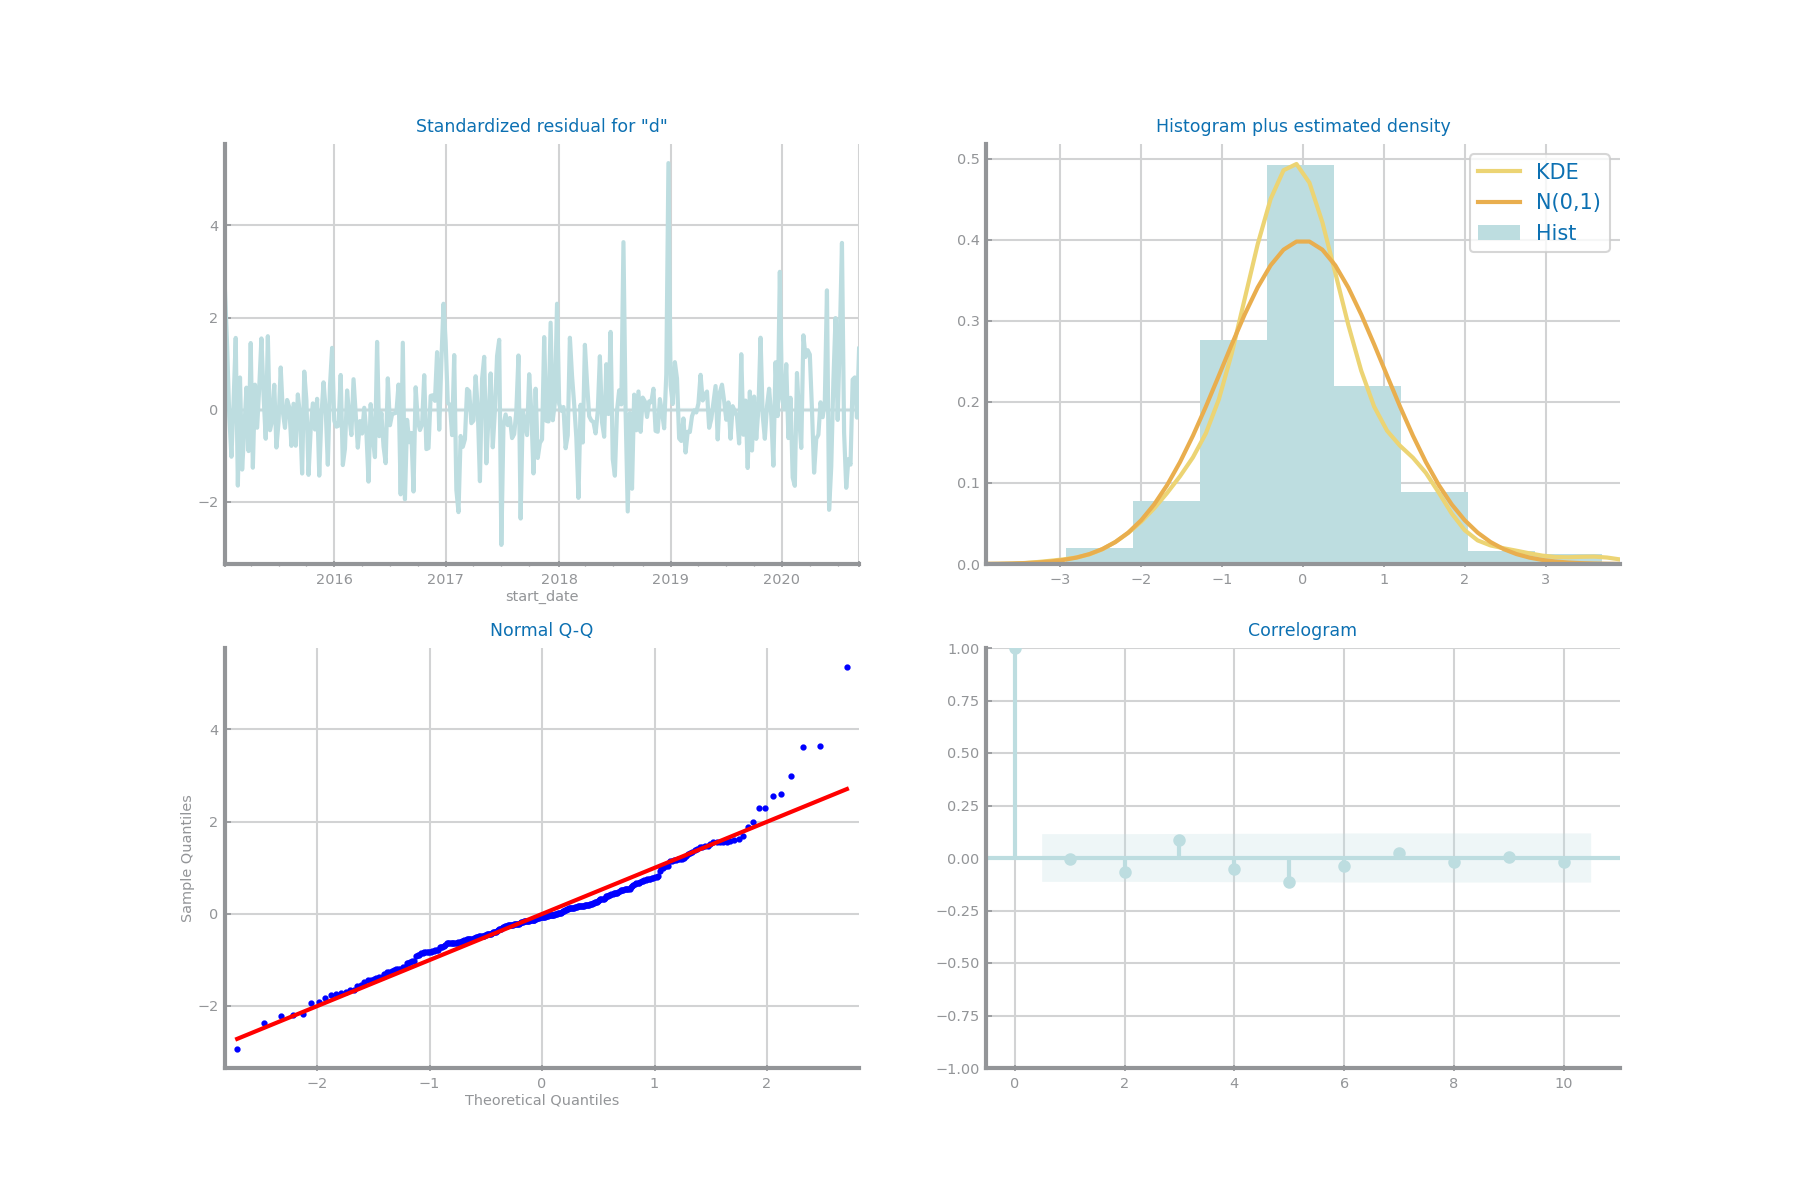 Standardized residual for "d"
4
2
0
−2
2016 2017 2018 2019 2020
start_date
Histogram plus estimated density
0.5
0.4
0.3
0.2
0.1
0.0
−3 −2 −1 0 1 2 3
KDE
N(0,1)
Hist
Normal Q-Q
Sample Quantiles
4
2
0
−2
−2 −1 0 1 2
Theoretical Quantiles
Correlogram
1.00
0.75
0.50
0.25
0.00
−0.25
−0.50
−0.75
−1.00
0 2 4 6 8 10